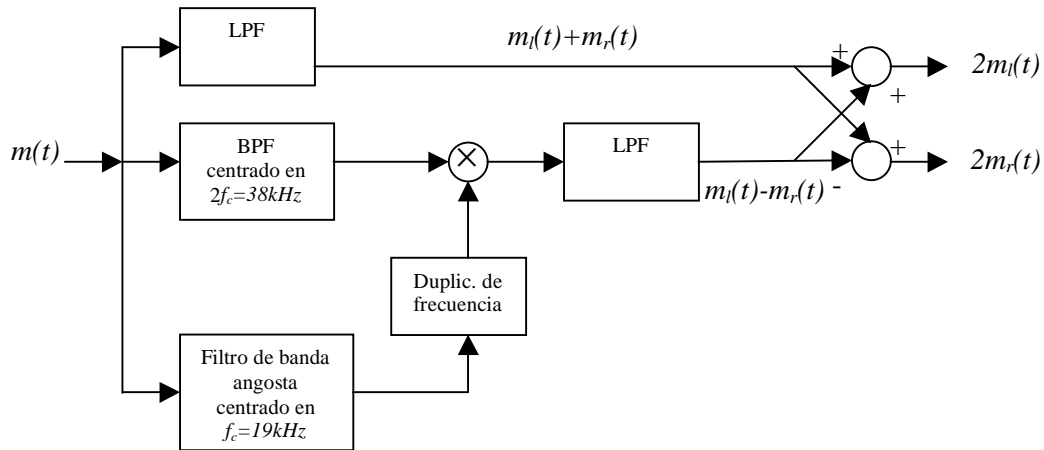 LPF
m_l(t)+m_r(t)
+
2m_l(t)
+
m(t)
BPF
centrado en
2f_c=38kHz
×
LPF
m_l(t)-m_r(t)
-
+
2m_r(t)
Duplic. de
frecuencia
Filtro de banda
angosta
centrado en
f_c=19kHz